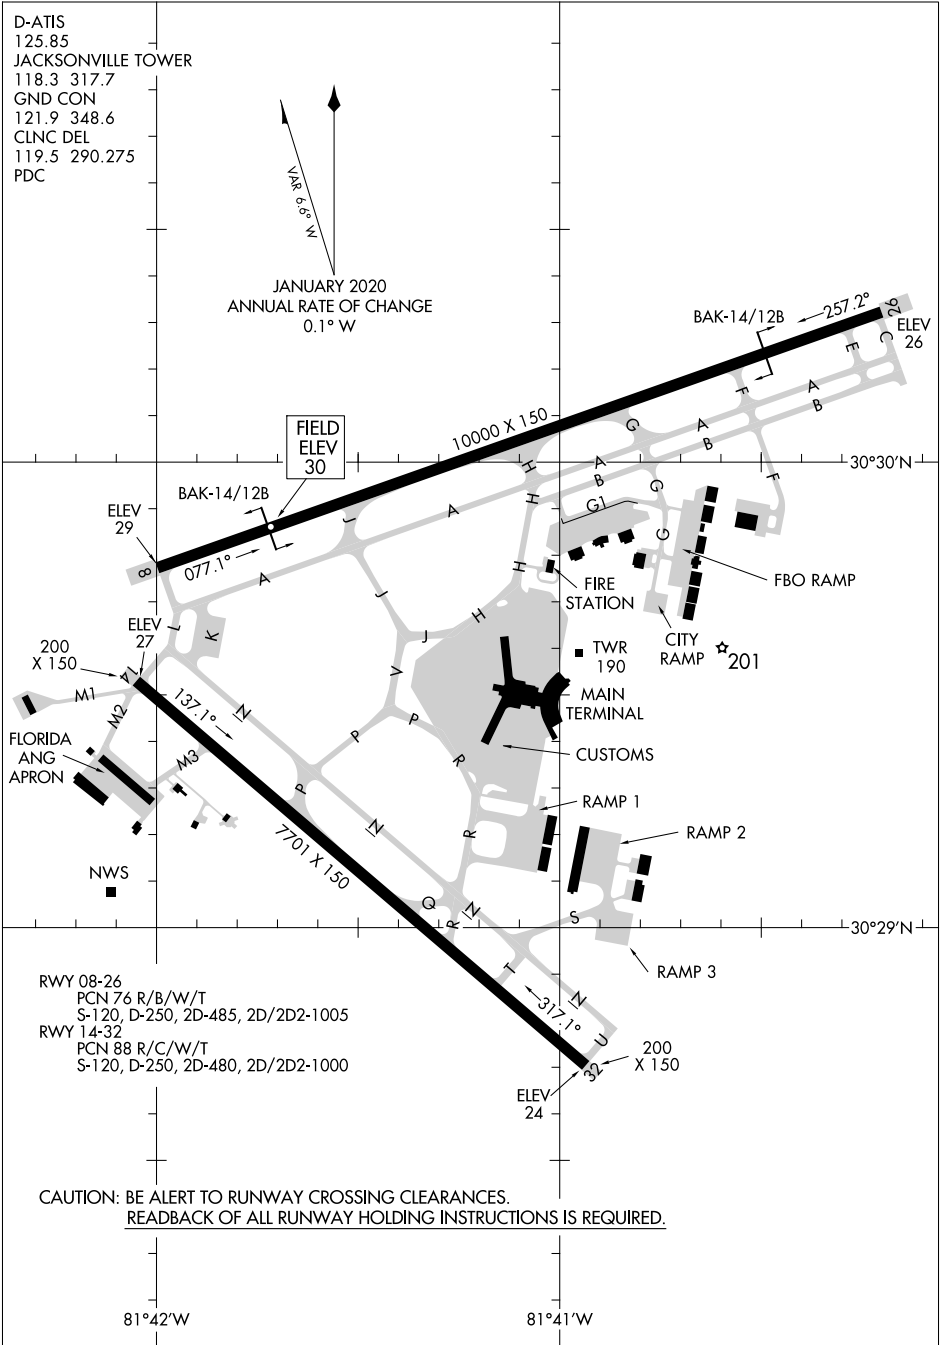 D-ATIS
125.85
JACKSONVILLE TOWER
118.3 317.7
GND CON
121.9 348.6
CLNC DEL
119.5 290.275
PDC
VAR 6.6° W
JANUARY 2020
ANNUAL RATE OF CHANGE
0.1° W
BAK-14/12B
257.2°
26
ELEV
26
C
E
F
A
B
10000 X 150
G
A
B
FIELD
ELEV
30
H
A
B
F
30°30'N
BAK-14/12B
J
A
H
G
G1
ELEV
29
G
8
077.1°
A
H
FIRE
STATION
FBO RAMP
J
H
CITY
RAMP
201
L
K
J
ELEV
27
200
X 150
TWR
190
14
M1
V
MAIN
TERMINAL
137.1°
N
M2
P
P
FLORIDA
ANG
APRON
M3
R
CUSTOMS
P
RAMP 1
N
R
RAMP 2
7701 X 150
NWS
Q
N
R
S
30°29'N
T
RAMP 3
RWY 08-26
PCN 76 R/B/W/T
S-120, D-250, 2D-485, 2D/2D2-1005
RWY 14-32
PCN 88 R/C/W/T
S-120, D-250, 2D-480, 2D/2D2-1000
317.1°
N
U
32
200
X 150
ELEV
24
CAUTION: BE ALERT TO RUNWAY CROSSING CLEARANCES.
READBACK OF ALL RUNWAY HOLDING INSTRUCTIONS IS REQUIRED.
81°42'W
81°41'W